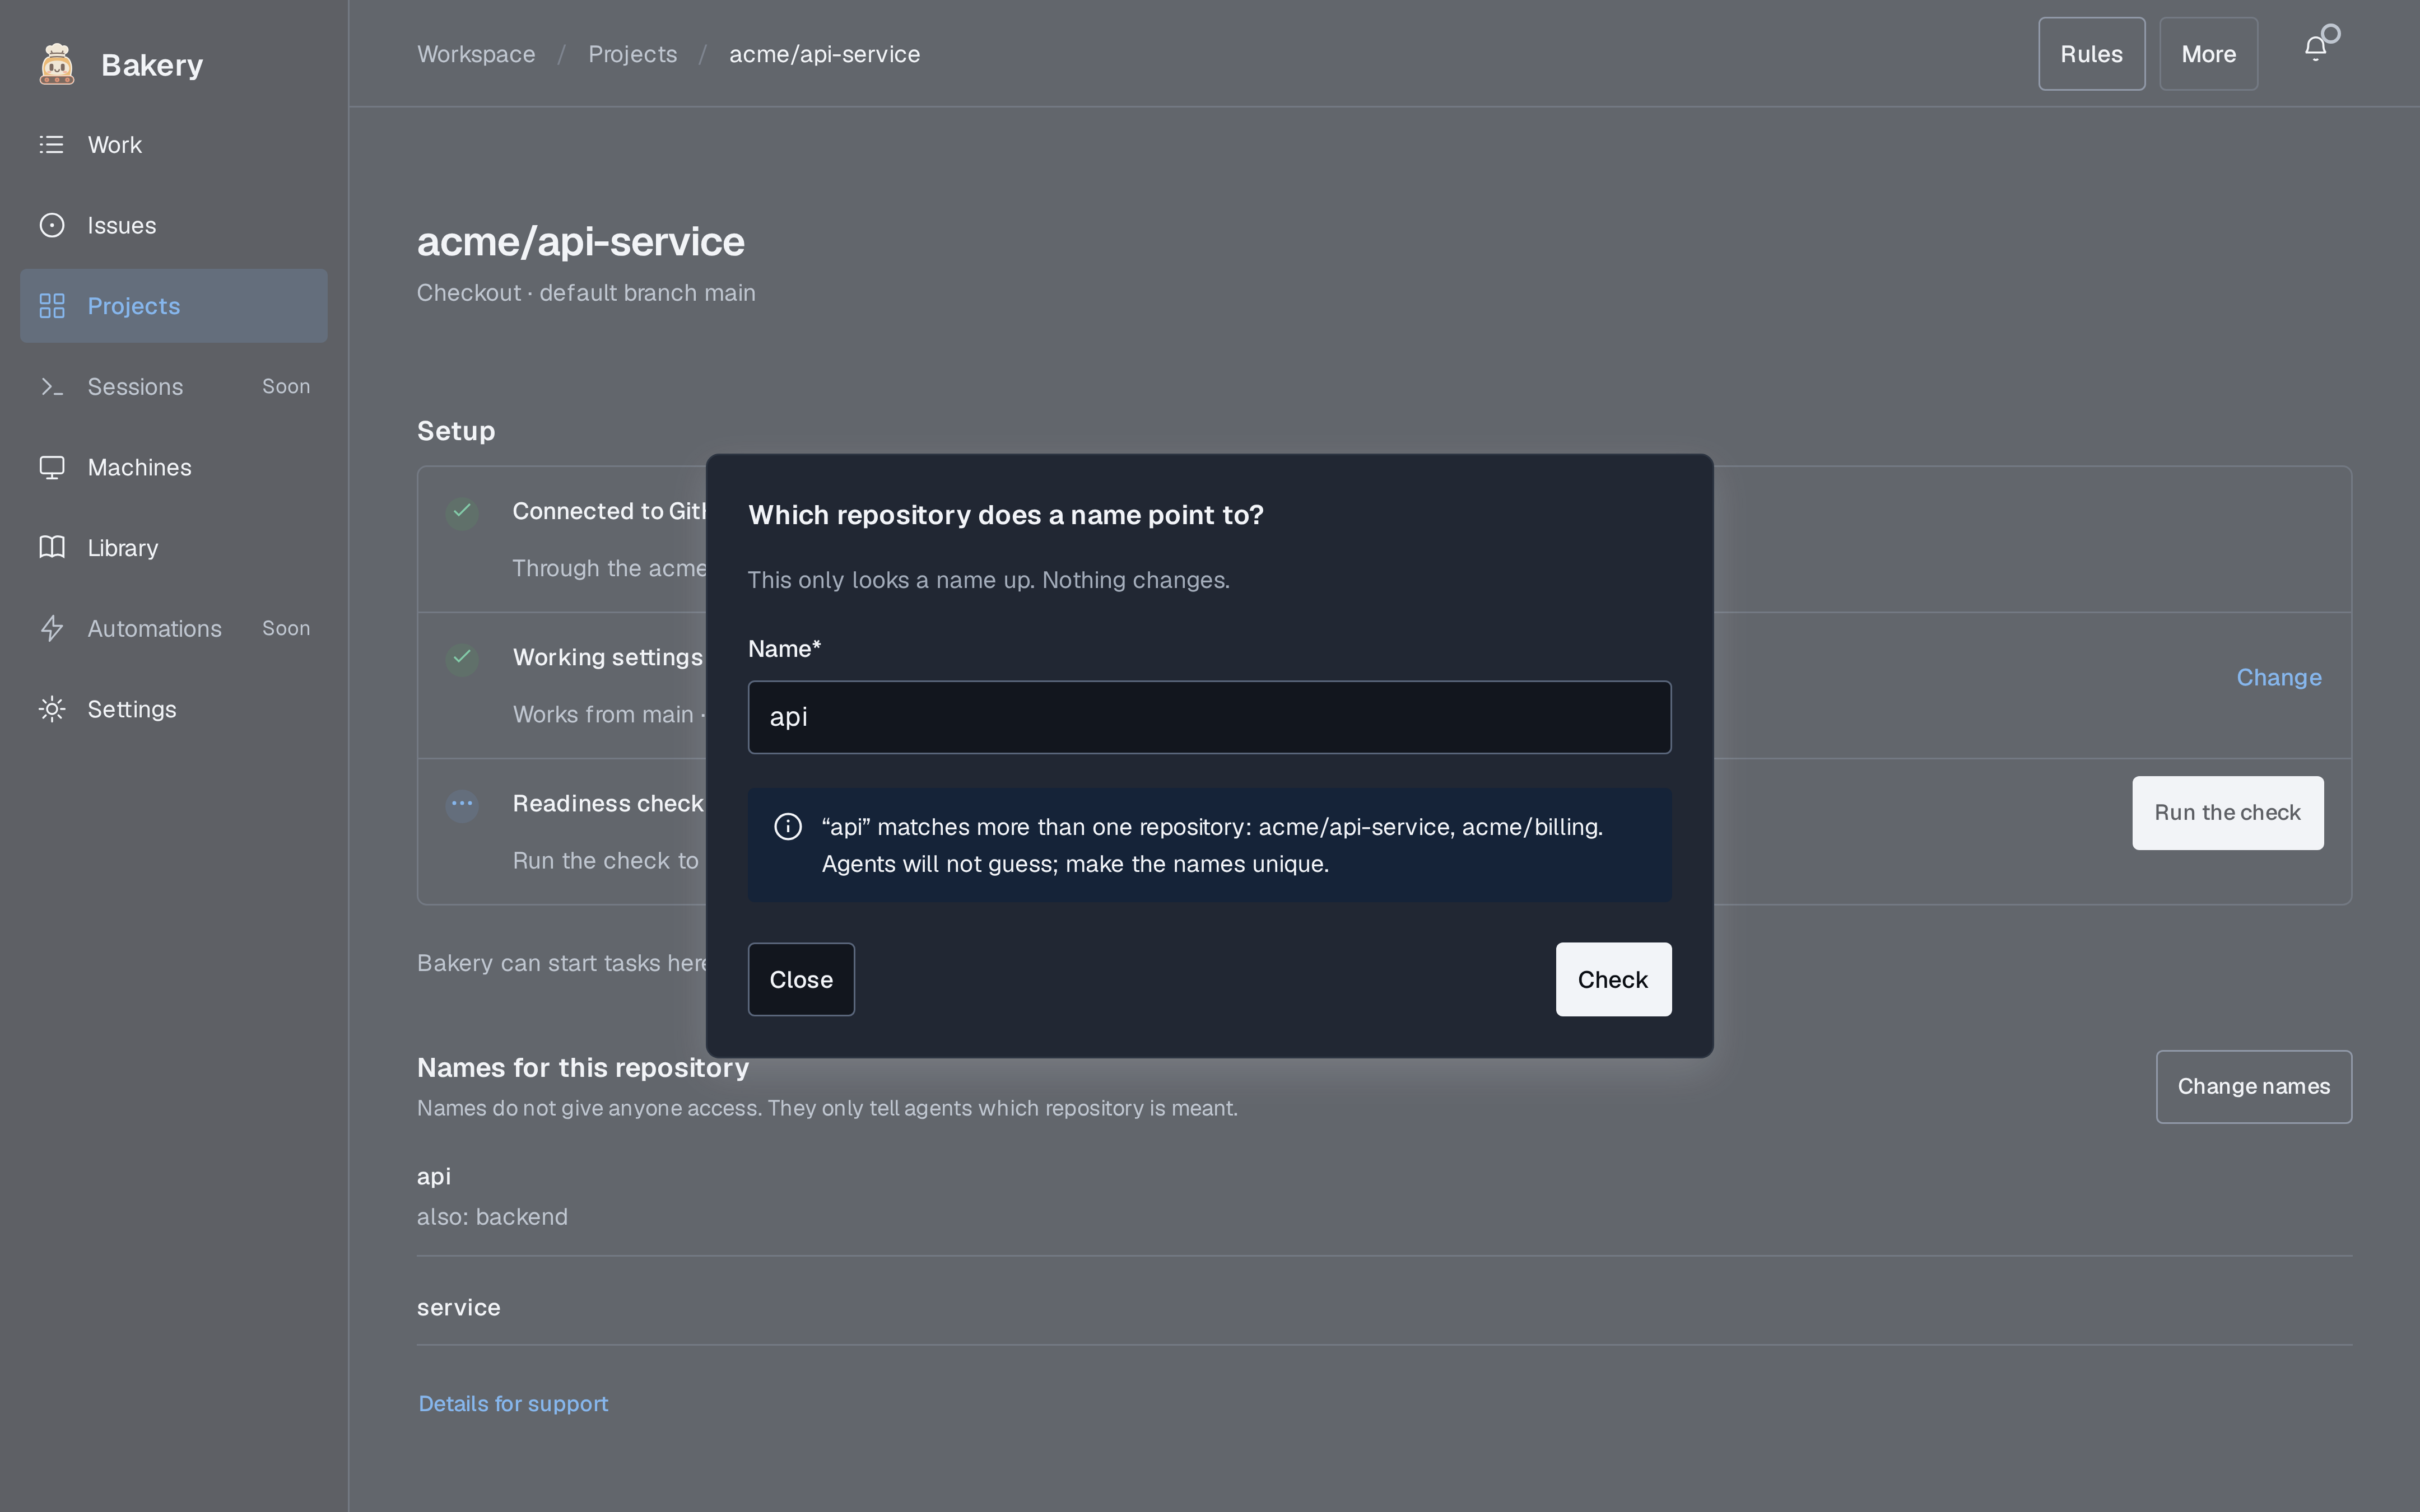 Bakery
Work
Issues
Projects
Sessions Soon
Machines
Library
Automations Soon
Settings
Workspace / Projects / acme/api-service
Rules
More
acme/api-service
Checkout · default branch main
Setup
Connected to Git
Through the acme
Working settings
Works from main ·
Change
Readiness check
Run the check to
Run the check
Bakery can start tasks here
Which repository does a name point to?
This only looks a name up. Nothing changes.
Name*
api
“api” matches more than one repository: acme/api-service, acme/billing.
Agents will not guess; make the names unique.
Close
Check
Names for this repository
Names do not give anyone access. They only tell agents which repository is meant.
Change names
api
also: backend
service
Details for support